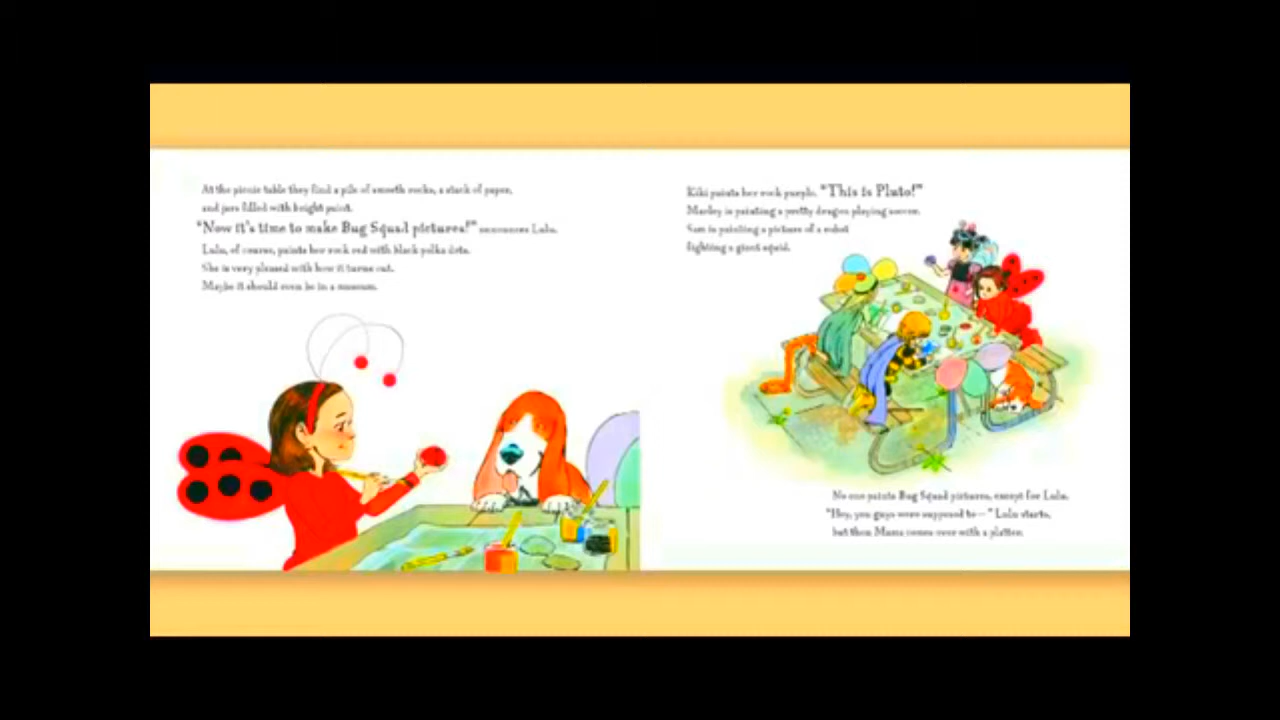 At the picnic table they find a pile of smooth rocks, a stack of paper,
and jars filled with bright paint.
"Now it's time to make Bug Squad pictures!" announces Lulu.
Lulu, of course, paints her rock red with black polka dots.
She is very pleased with how it turns out.
Maybe it should even be in a museum.
Kiki paints her rock purple. "This is Pluto!"
Marley is painting a pretty dragon playing soccer.
Sam is painting a picture of a robot
fighting a giant squid.
No one paints Bug Squad pictures, except for Lulu.
"Hey, you guys were supposed to—" Lulu starts,
but then Mama comes over with a platter.